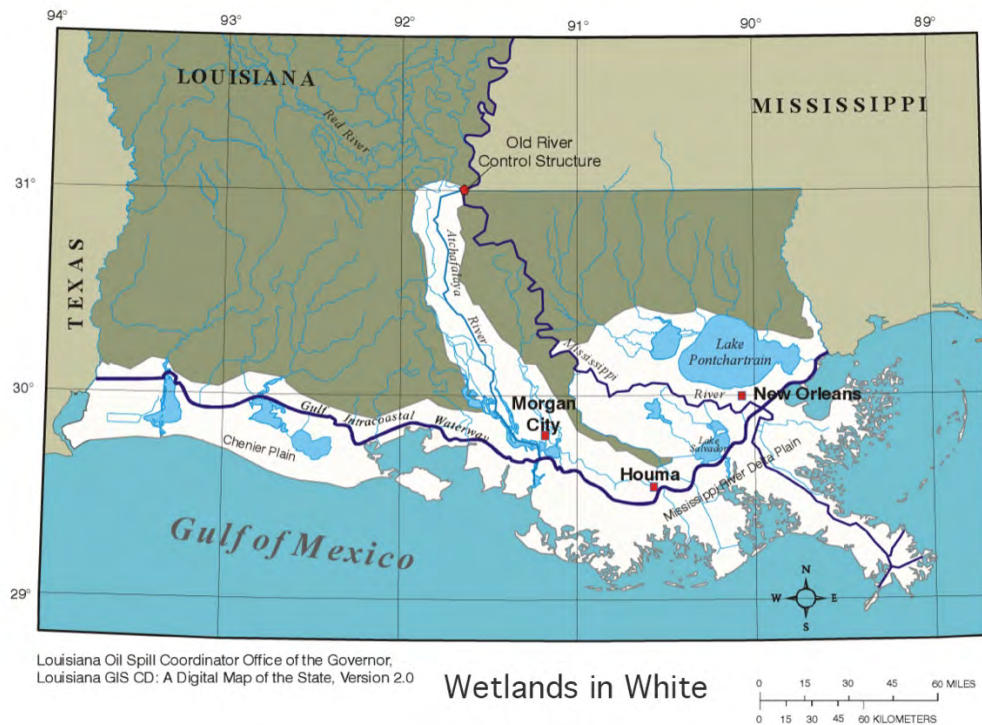 94°
93°
92°
91°
90°
89°
LOUISIANA
MISSISSIPPI
Red River
Old River
Control Structure
31°
TEXAS
Atchafalaya
River
Mississippi
River
Lake
Pontchartrain
30°
New Orleans
Morgan
City
Gulf Intracoastal Waterway
Chenier Plain
Lake
Salvador
Houma
Mississippi River Delta Plain
Gulf of Mexico
29°
N
W E
S
Louisiana Oil Spill Coordinator Office of the Governor,
Louisiana GIS CD: A Digital Map of the State, Version 2.0
Wetlands in White
0 15 30 45 60 MILES
0 15 30 45 60 KILOMETERS